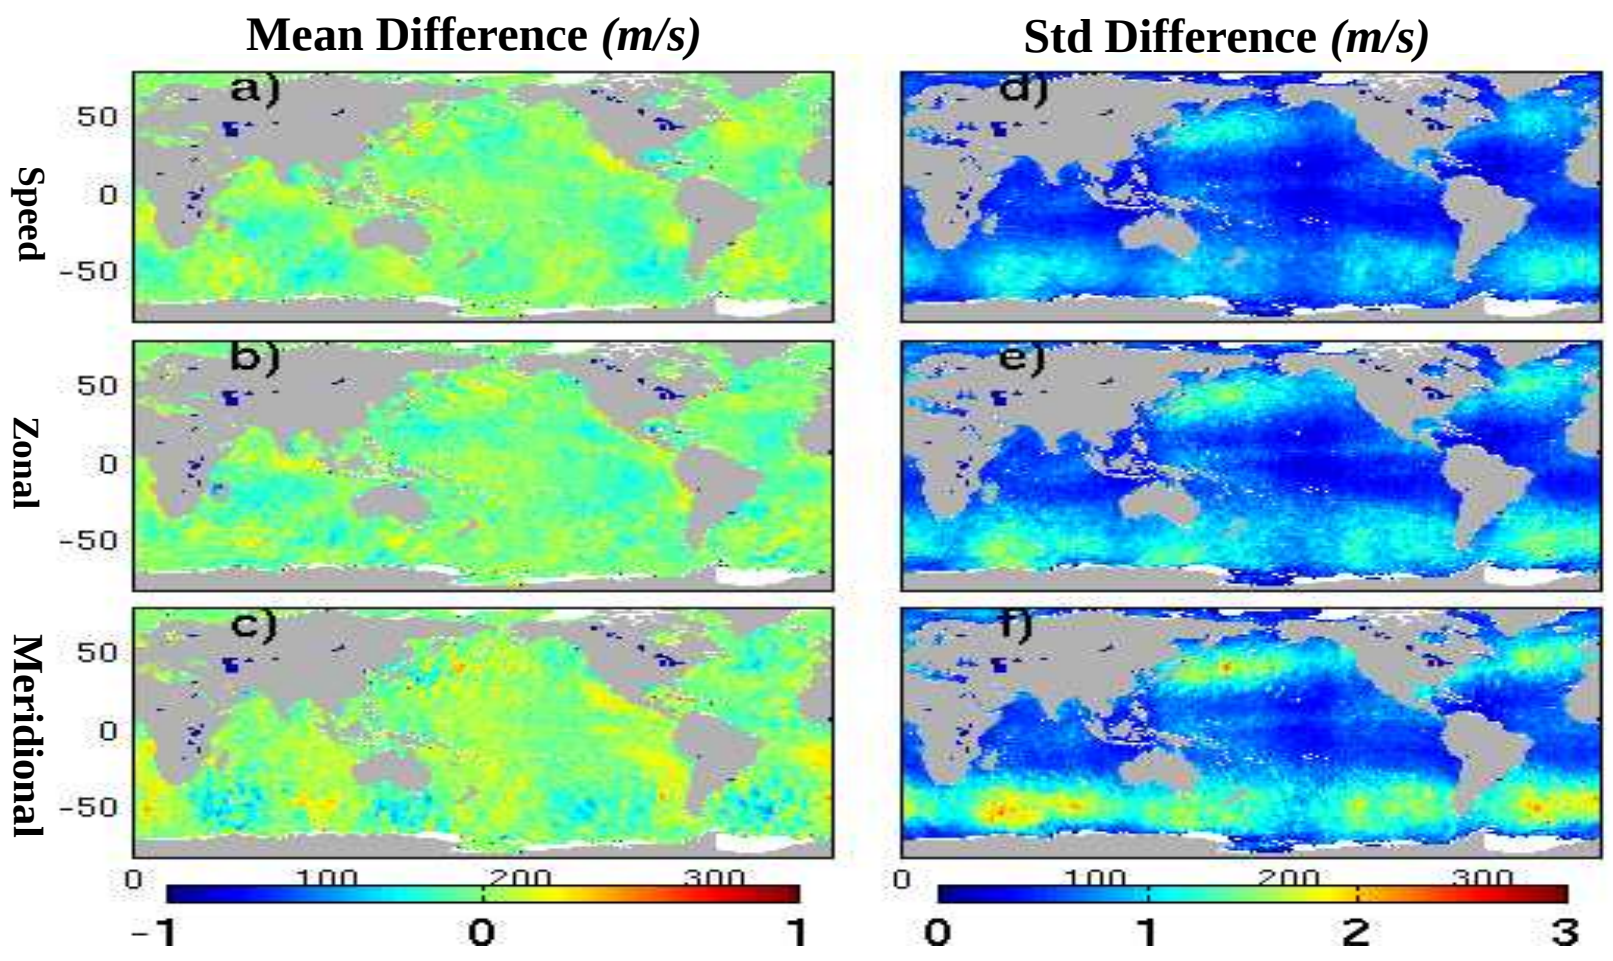 Mean Difference (m/s)
Std Difference (m/s)
Speed
a)
50
0
-50
d)
Zonal
b)
50
0
-50
e)
Meridional
c)
50
0
-50
f)
0 100 200 300
0 100 200 300
-1 0 1
0 1 2 3